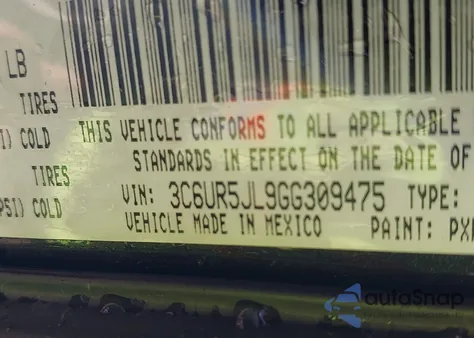 LB
TIRES
I) COLD
THIS VEHICLE CONFORMS TO ALL APPLICABLE
STANDARDS IN EFFECT ON THE DATE OF
TIRES
PSI) COLD
VIN: 3C6UR5JL9GG309475 TYPE:
VEHICLE MADE IN MEXICO PAINT: PX
autoSnap